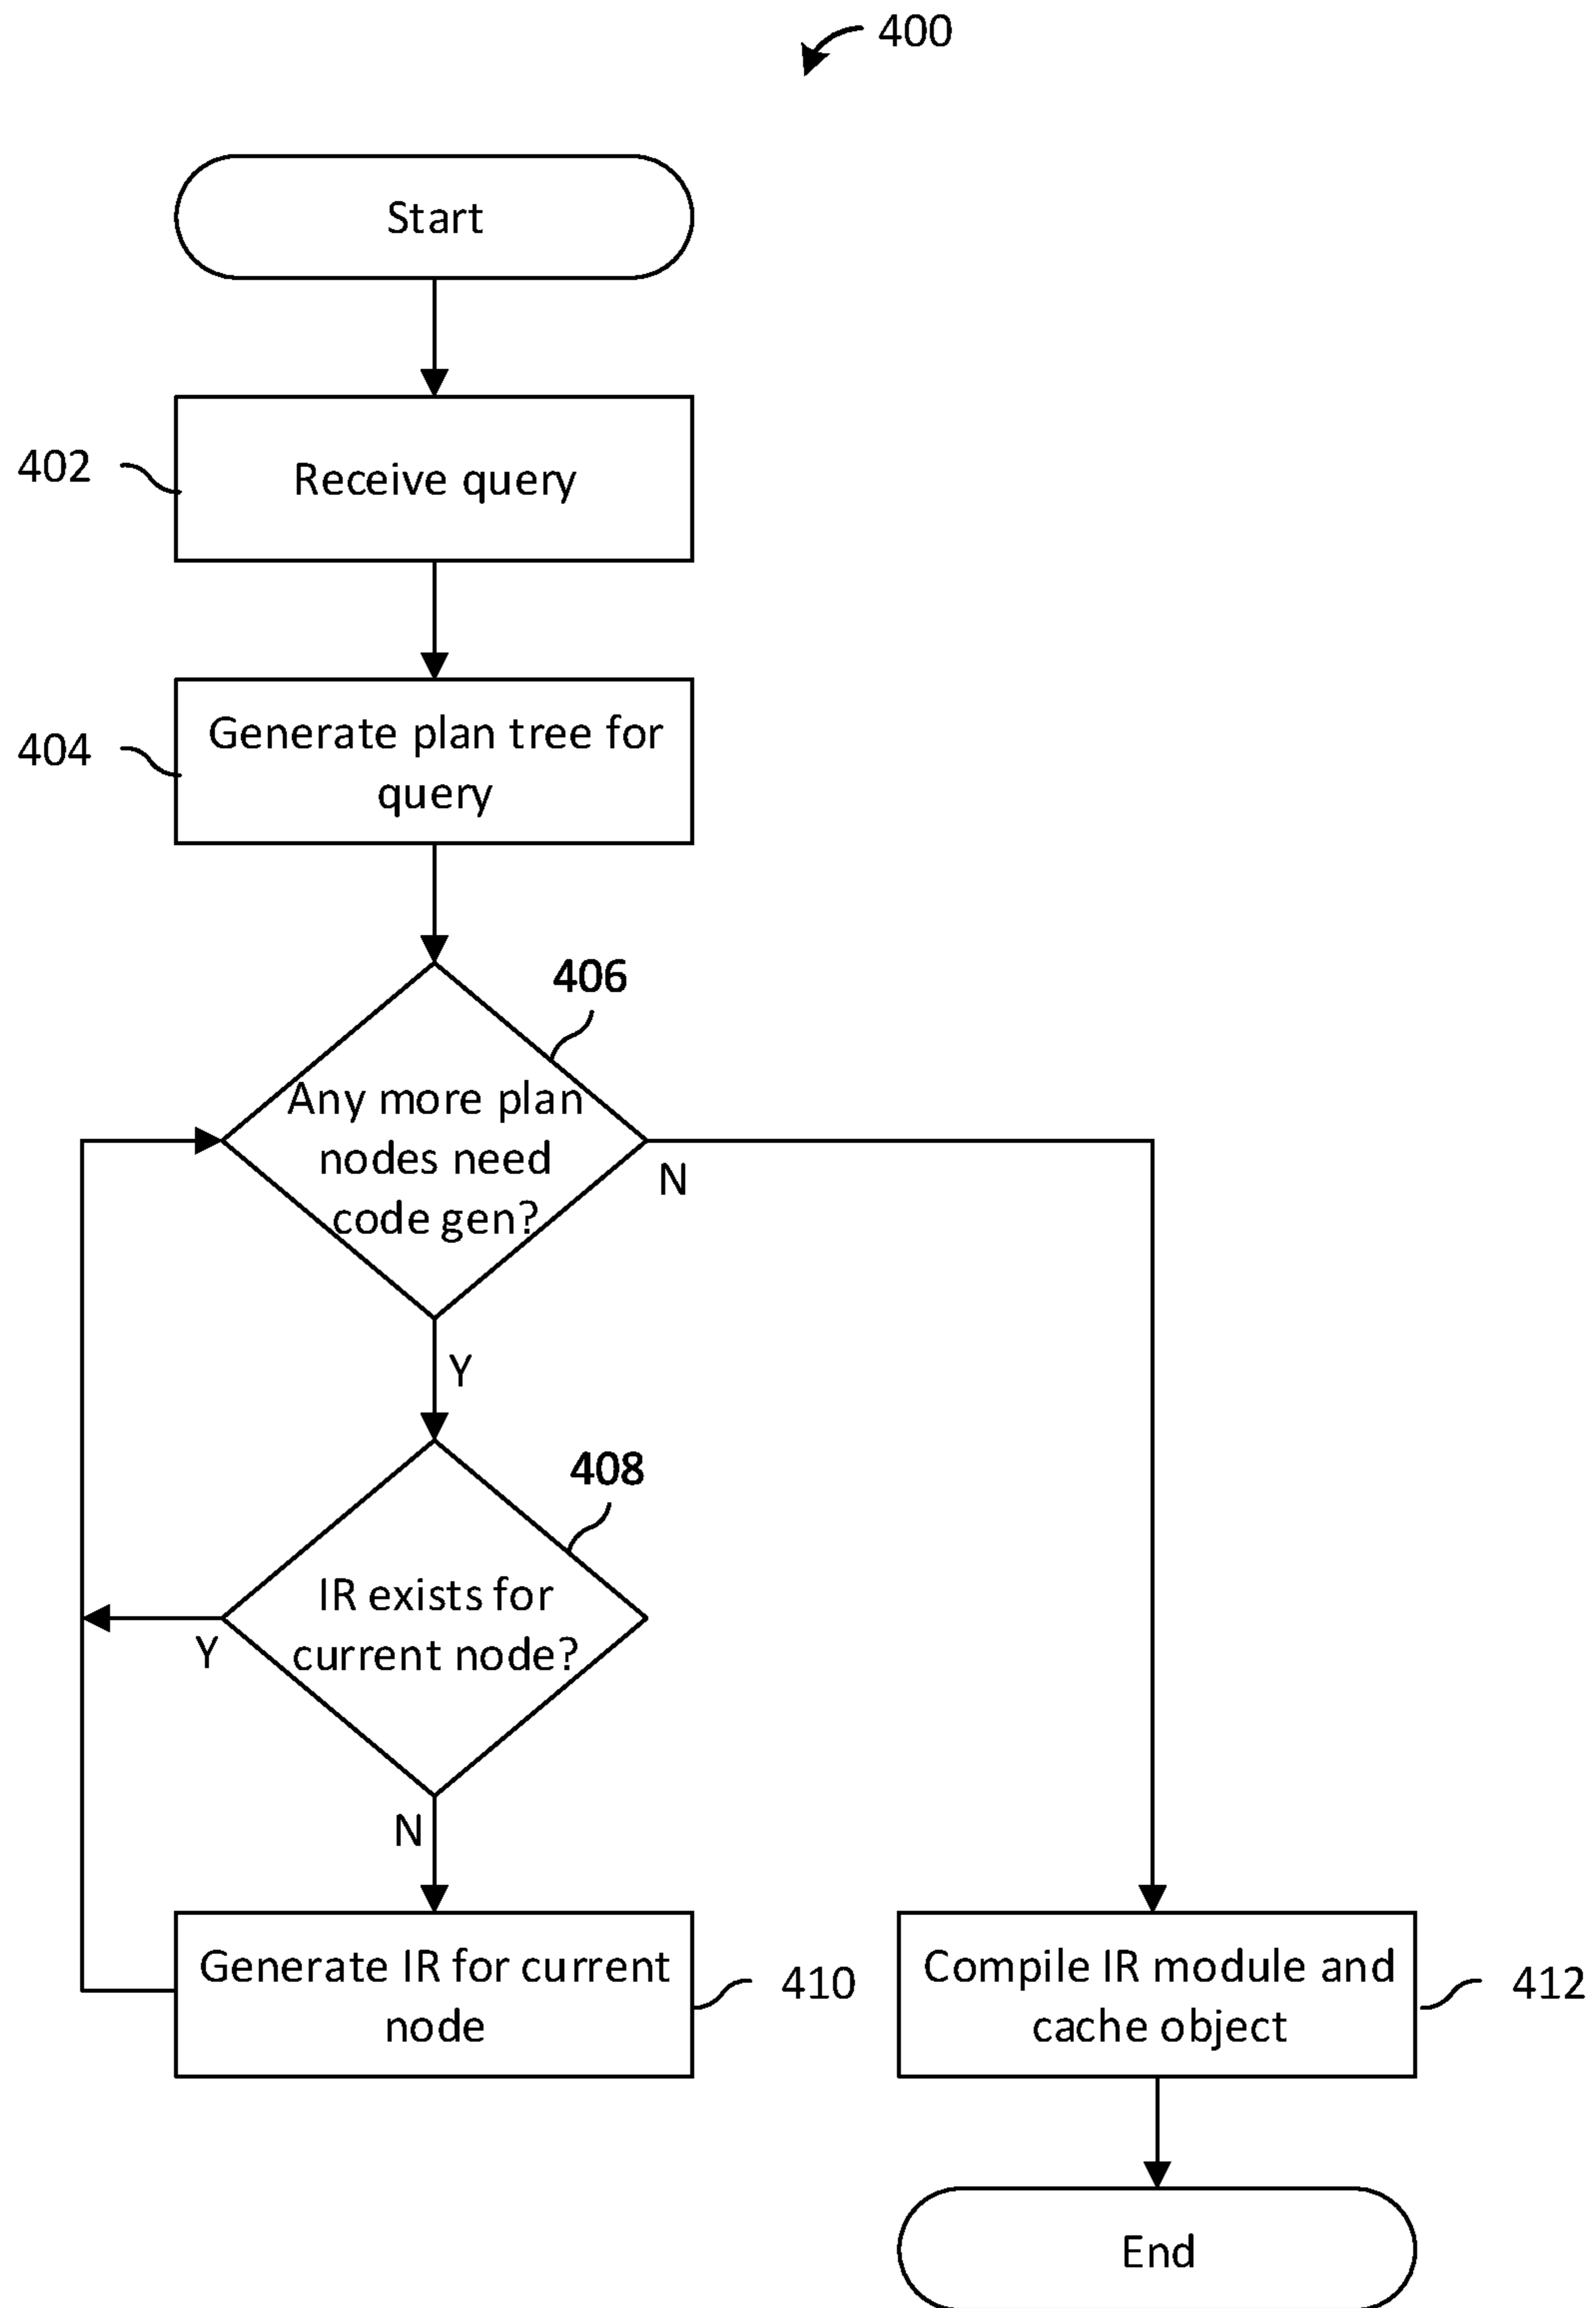 400
Start
402
Receive query
404
Generate plan tree for
query
406
Any more plan
nodes need
code gen?
N
Y
408
IR exists for
current node?
Y
N
Generate IR for current
node
410
Compile IR module and
cache object
412
End